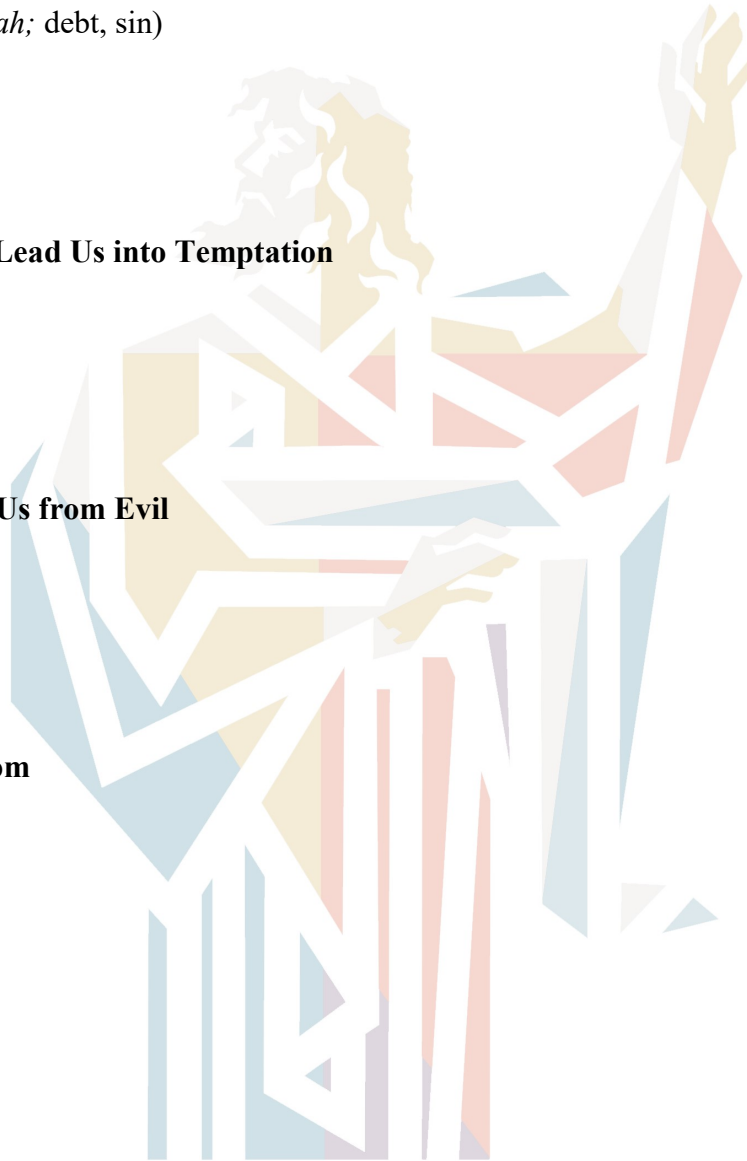 ah; debt, sin)
Lead Us into Temptation
Us from Evil
om